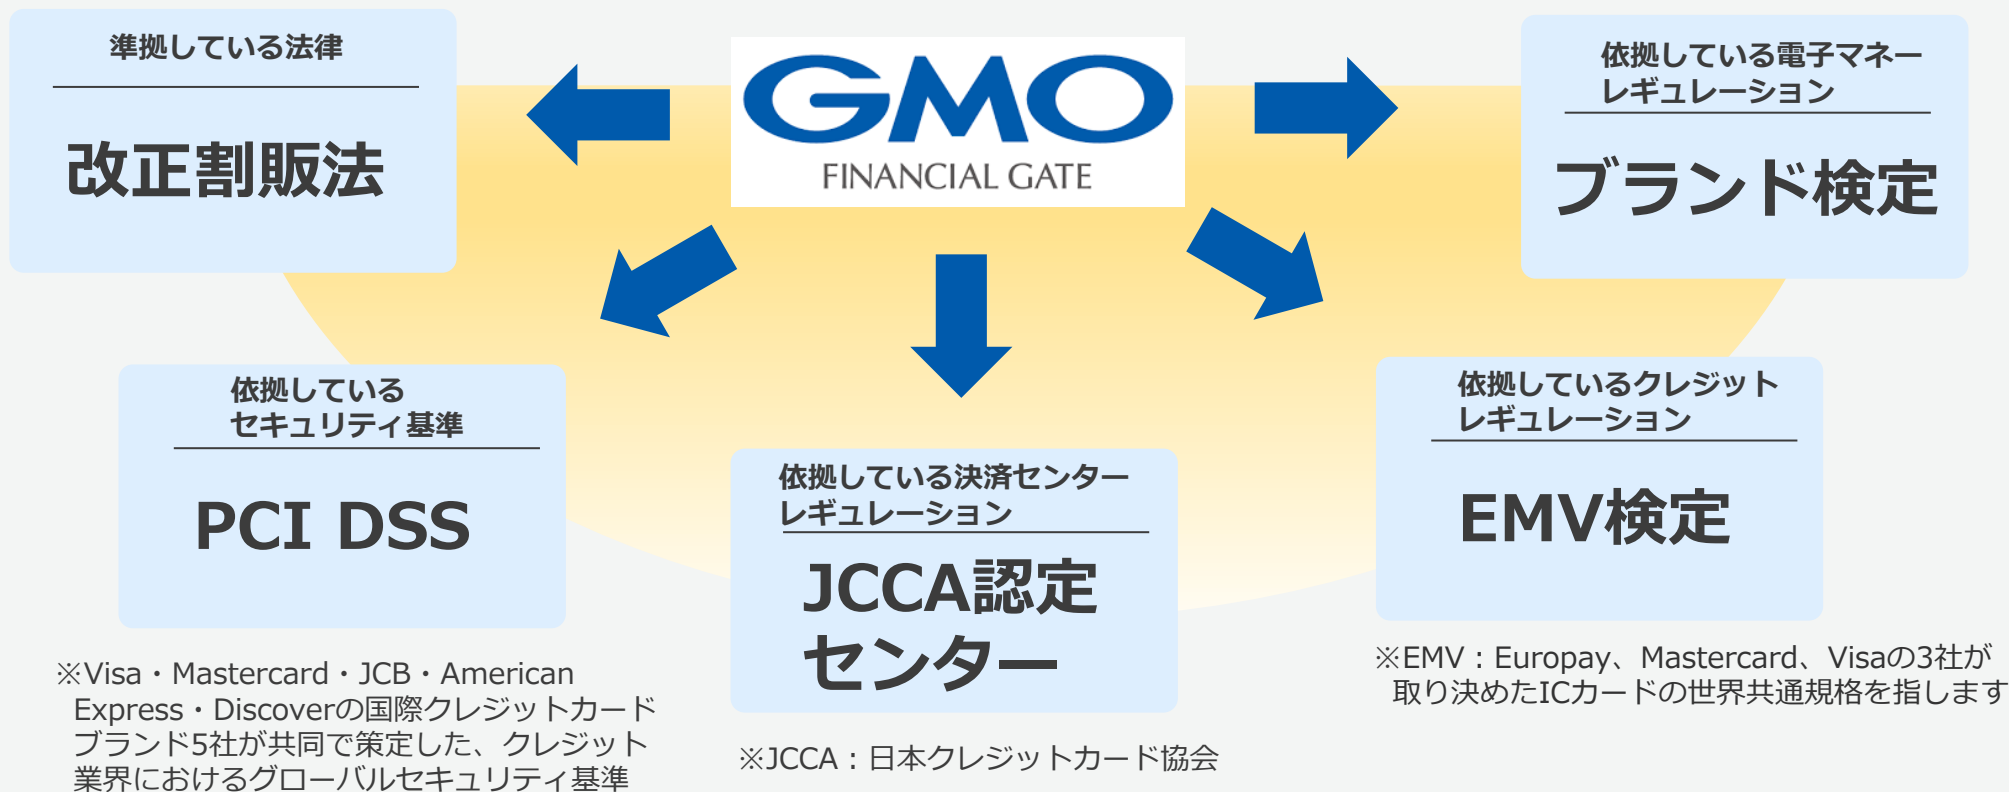 準拠している法律
改正割販法
GMO
FINANCIAL GATE
依拠している電子マネー
レギュレーション
ブランド検定
依拠している
セキュリティ基準
PCI DSS
※Visa・Mastercard・JCB・American
Express・Discoverの国際クレジットカード
ブランド5社が共同で策定した、クレジット
業界におけるグローバルセキュリティ基準
依拠している決済センター
レギュレーション
JCCA認定
センター
※JCCA：日本クレジットカード協会
依拠しているクレジット
レギュレーション
EMV検定
※EMV：Europay、Mastercard、Visaの3社が
取り決めたICカードの世界共通規格を指します